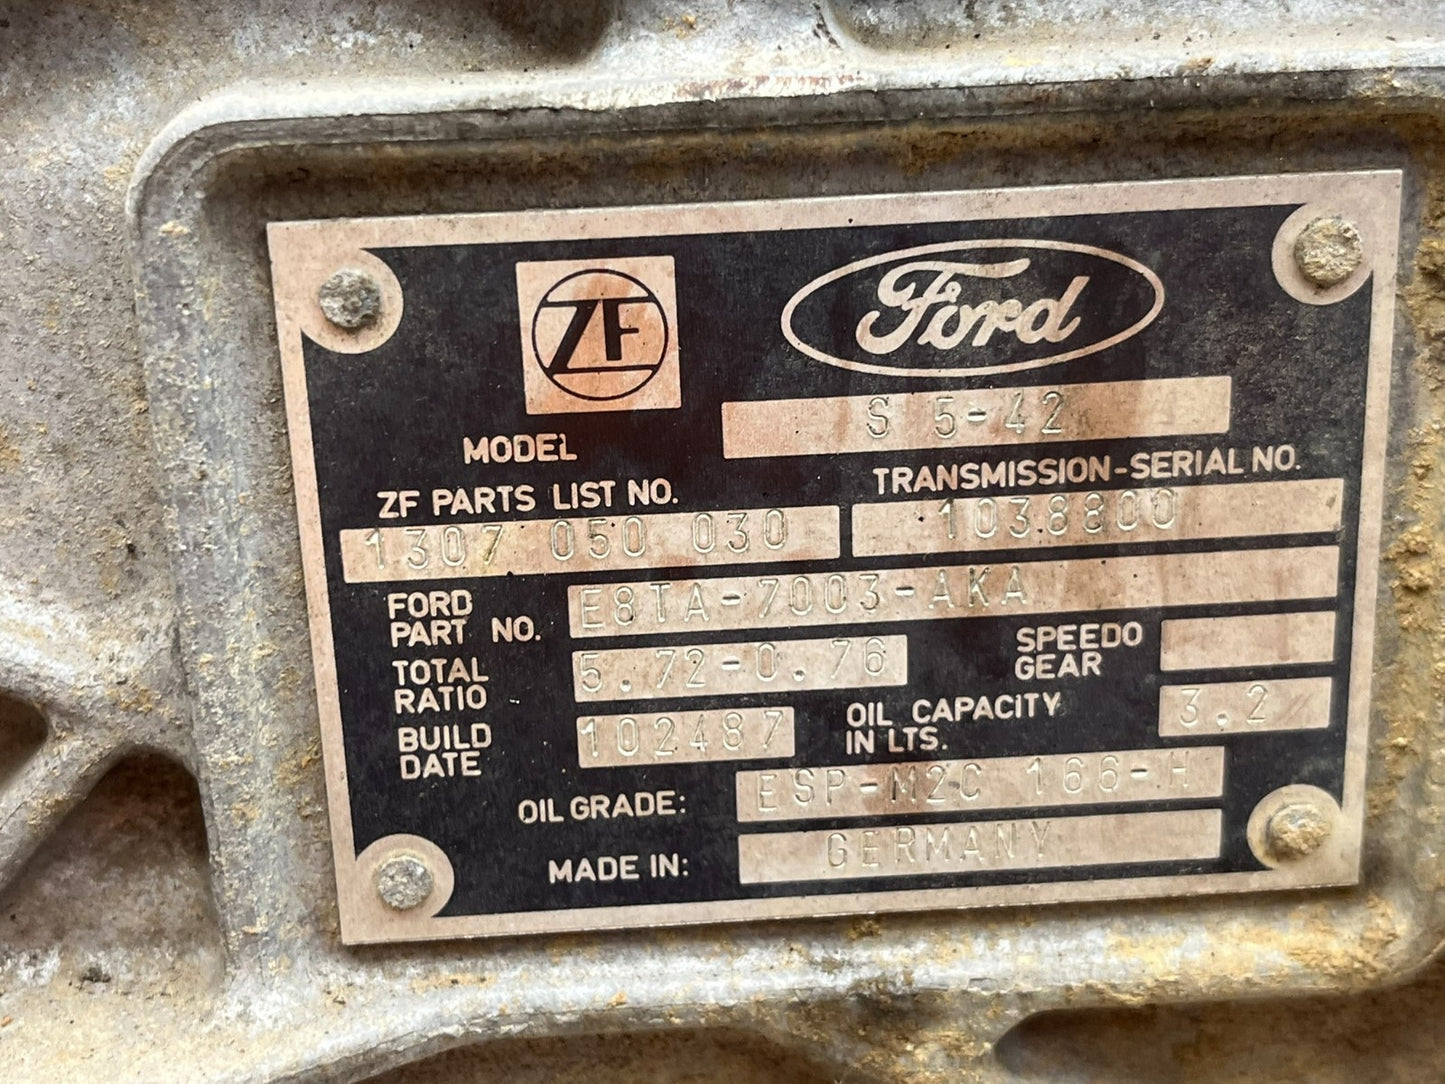 ZF
Ford
MODEL S 5-42
ZF PARTS LIST NO. TRANSMISSION-SERIAL NO.
1307 050 030 1038800
FORD
PART NO. E8TA-7003-AKA
TOTAL
RATIO 5.72-0.76
SPEEDO
GEAR
BUILD
DATE 102487
OIL CAPACITY
IN LTS. 3.2
OIL GRADE: ESP-M2C 166-H
MADE IN: GERMANY